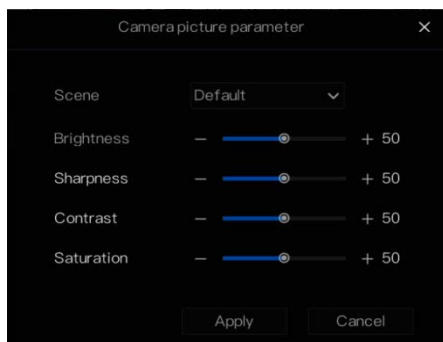 Camera picture parameter ×
Scene Default
Brightness − + 50
Sharpness − + 50
Contrast − + 50
Saturation − + 50
Apply Cancel